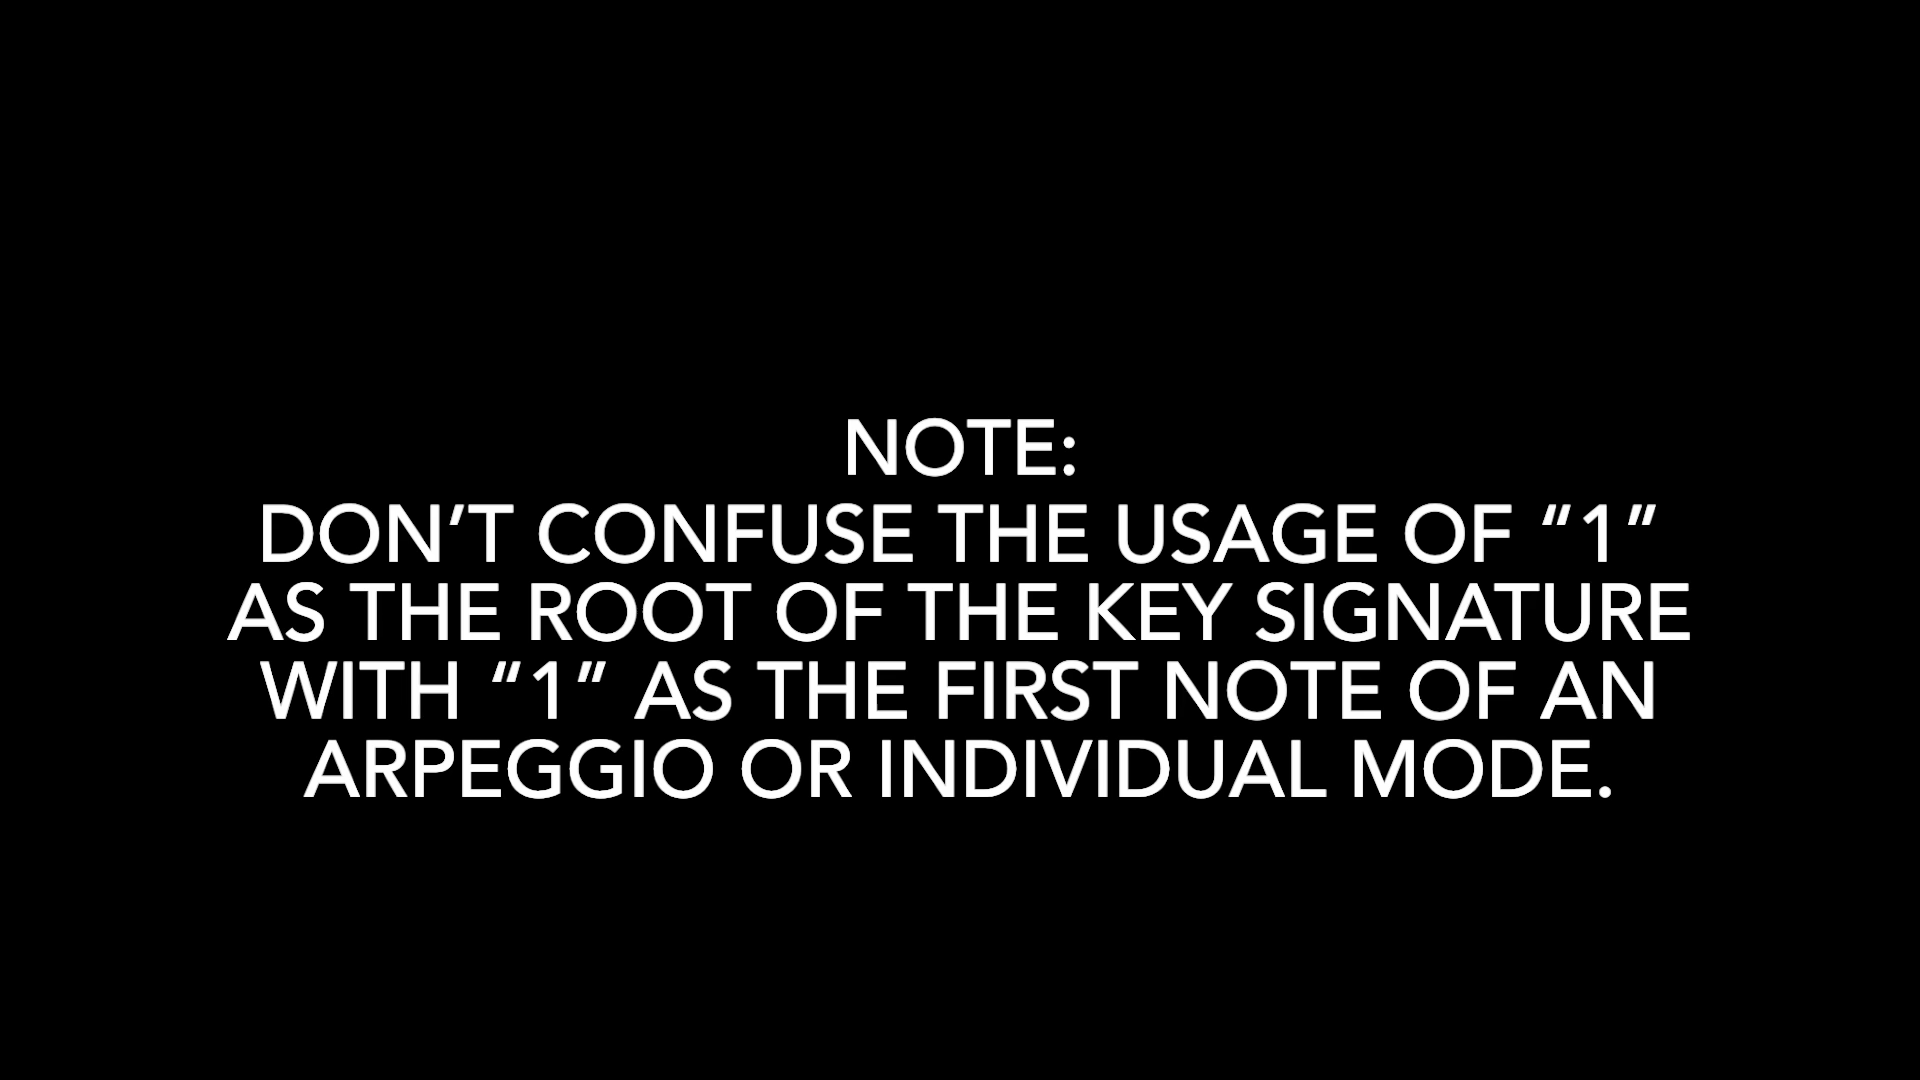 NOTE:
DON’T CONFUSE THE USAGE OF “1”
AS THE ROOT OF THE KEY SIGNATURE
WITH “1” AS THE FIRST NOTE OF AN
ARPEGGIO OR INDIVIDUAL MODE.